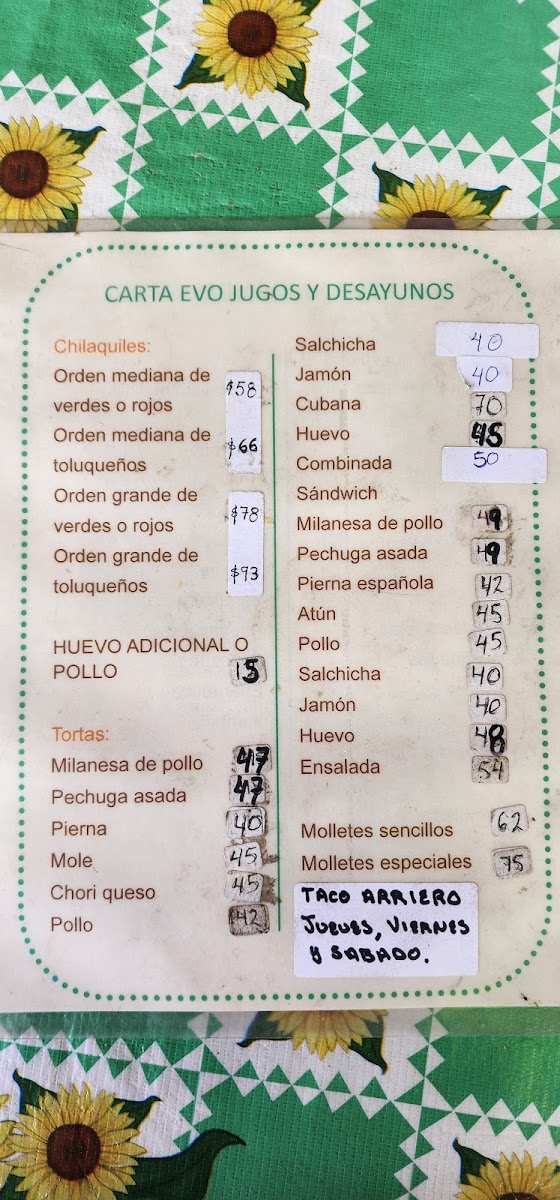 CARTA EVO JUGOS Y DESAYUNOS
Chilaquiles:
Orden mediana de
verdes o rojos $58
Orden mediana de
toluqueños $66
Orden grande de
verdes o rojos $78
Orden grande de
toluqueños $93
HUEVO ADICIONAL O
POLLO 15
Tortas:
Milanesa de pollo 47
Pechuga asada 47
Pierna 40
Mole 45
Chori queso 45
Pollo 42
Salchicha 40
Jamón 40
Cubana 70
Huevo 45
Combinada 50
Sándwich
Milanesa de pollo 49
Pechuga asada 49
Pierna española 42
Atún 45
Pollo 45
Salchicha 40
Jamón 40
Huevo 48
Ensalada 54
Molletes sencillos 62
Molletes especiales 75
TACO ARRIERO
JUEUES, VIERNES
Y SABADO.